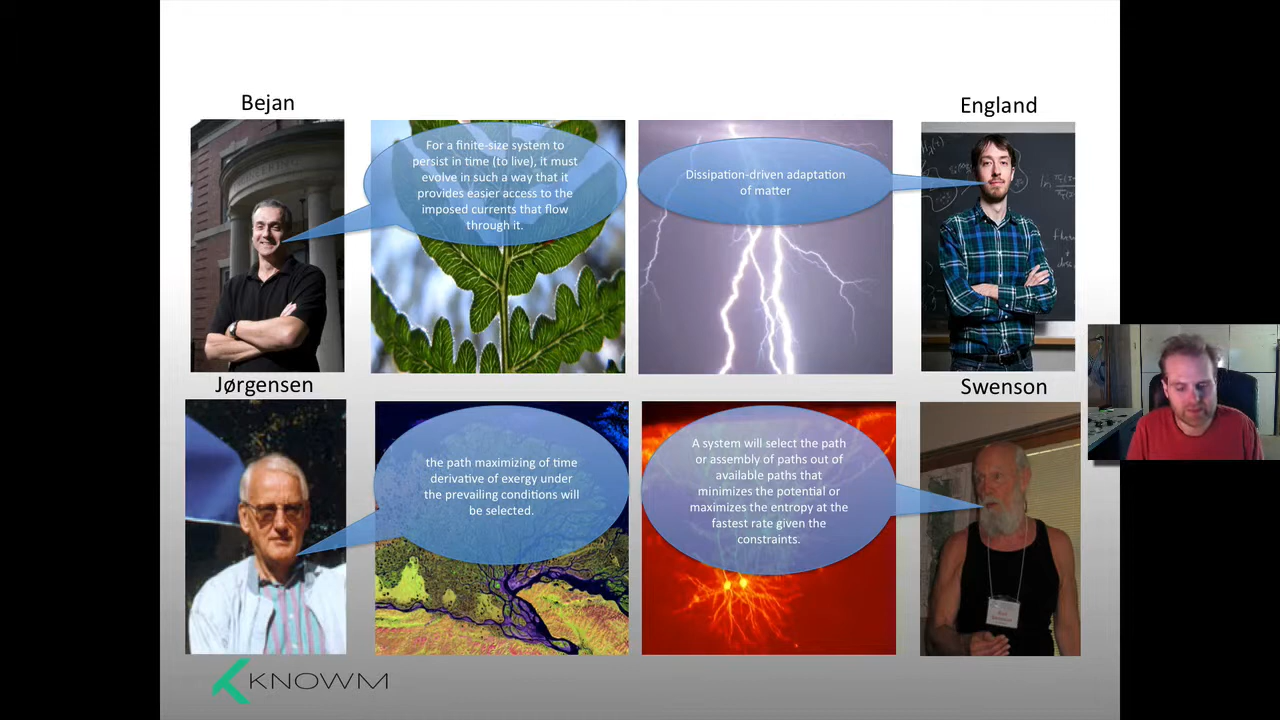 Bejan
England
For a finite-size system to
persist in time (to live), it must
evolve in such a way that it
provides easier access to the
imposed currents that flow
through it.
Dissipation-driven adaptation
of matter
Jørgensen
Swenson
the path maximizing of time
derivative of exergy under
the prevailing conditions will
be selected.
A system will select the path
or assembly of paths out of
available paths that
minimizes the potential or
maximizes the entropy at the
fastest rate given the
constraints.
KNOWM